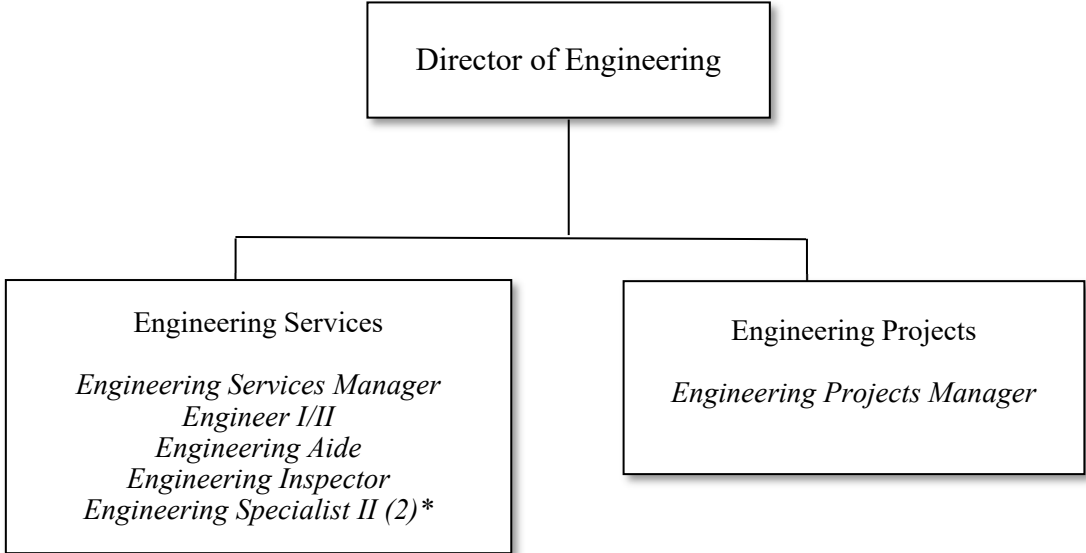 Director of Engineering
Engineering Services
Engineering Services Manager
Engineer I/II
Engineering Aide
Engineering Inspector
Engineering Specialist II (2)*
Engineering Projects
Engineering Projects Manager